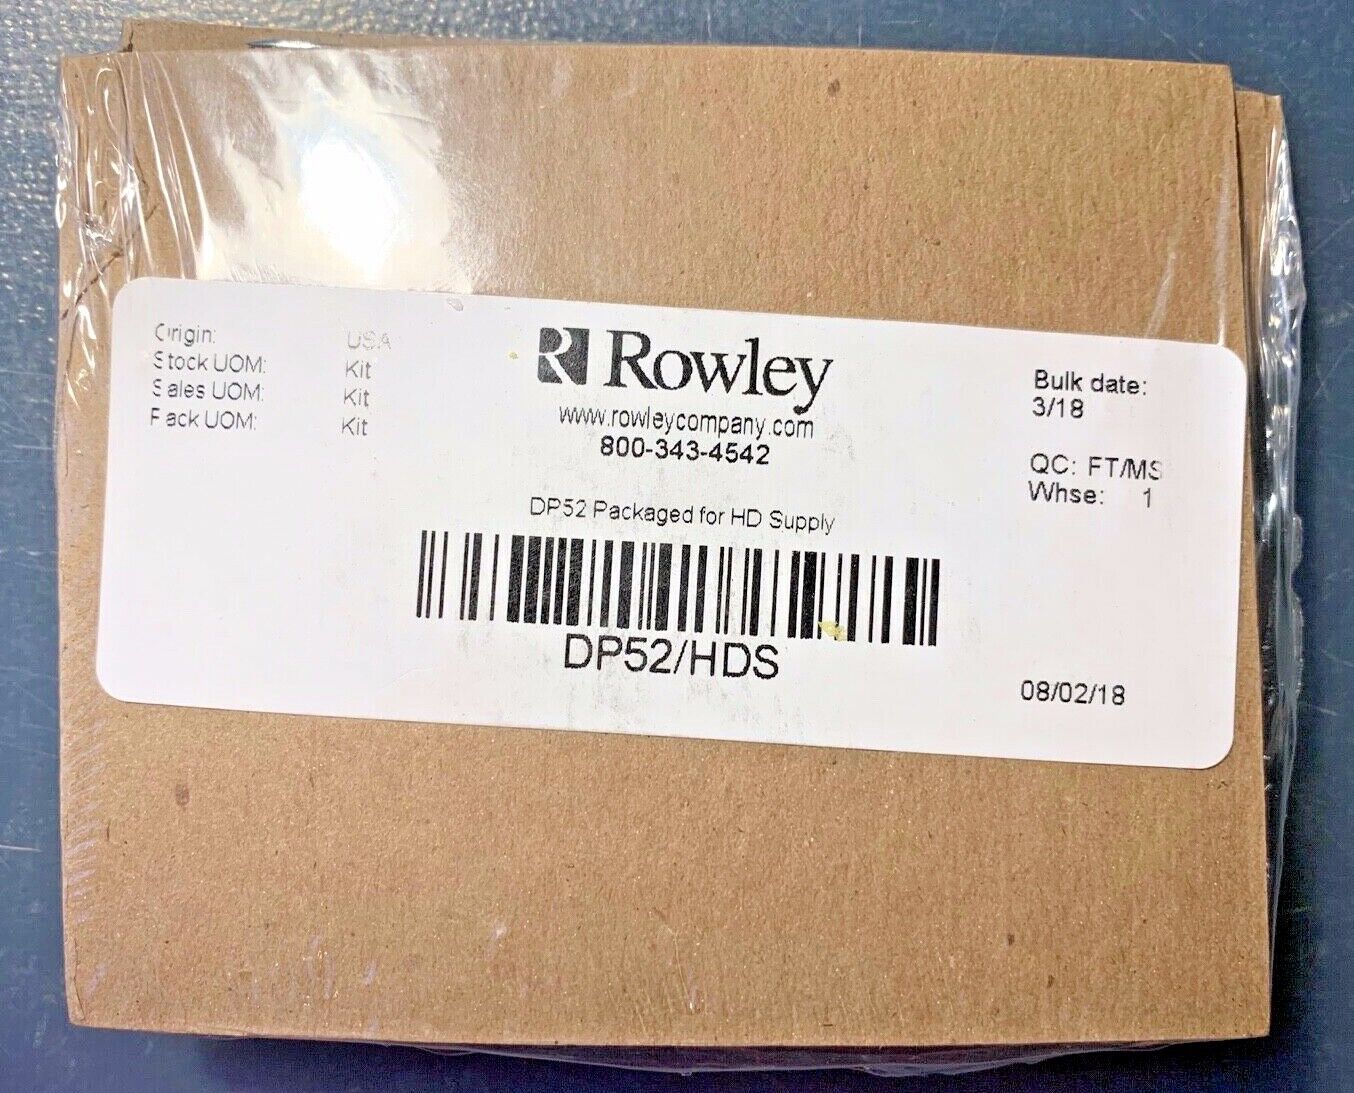 Origin: USA
Stock UOM: Kit
Sales UOM: Kit
Pack UOM: Kit
R Rowley
www.rowleycompany.com
800-343-4542
DP52 Packaged for HD Supply
DP52/HDS
Bulk date:
3/18
QC: FT/MS
Whse: 1
08/02/18